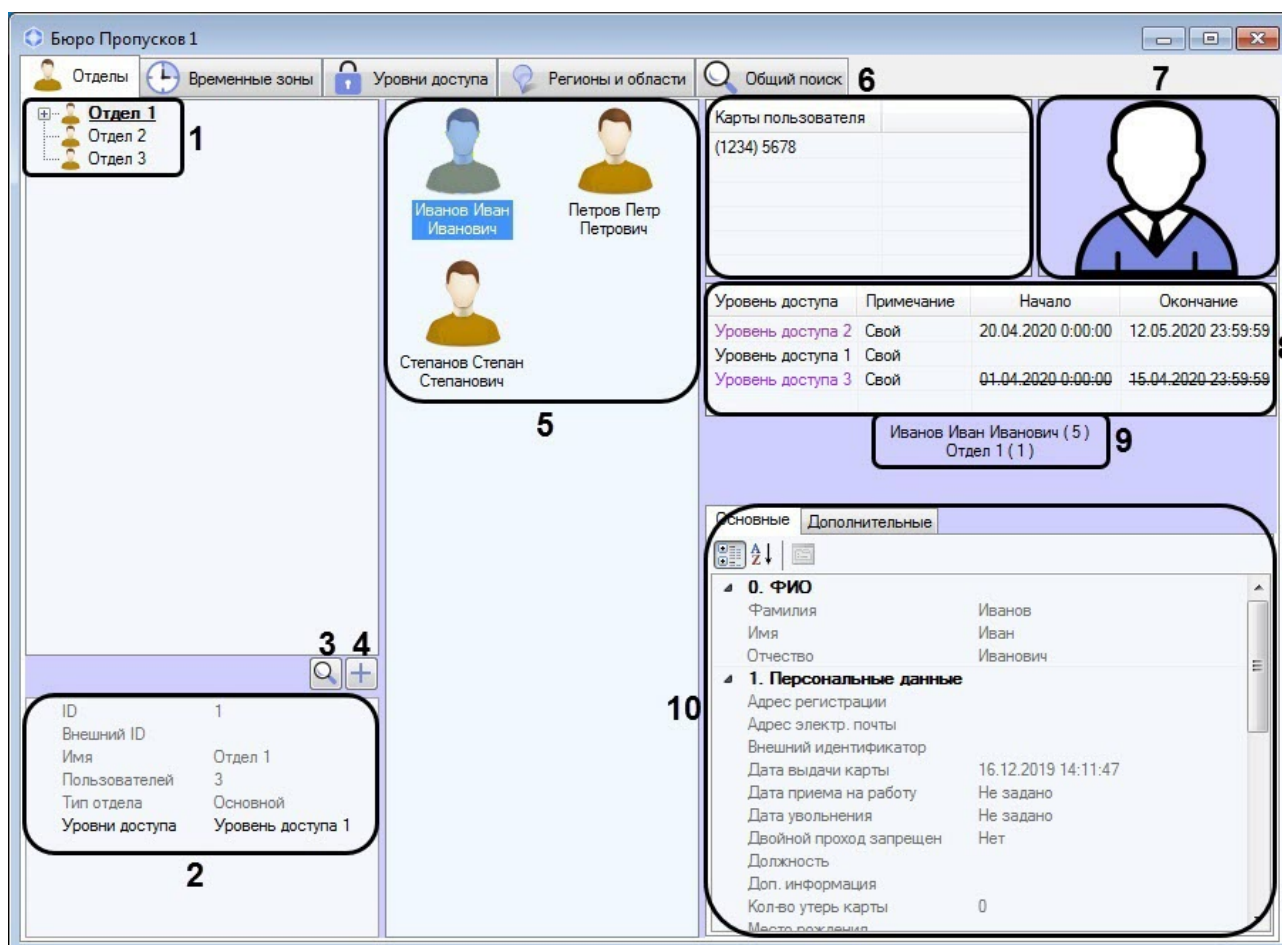 Бюро Пропусков 1
Отделы Временные зоны Уровни доступа Регионы и области Общий поиск 6 7
Отдел 1
Отдел 2
Отдел 3
1
3 4
ID 1
Внешний ID
Имя Отдел 1
Пользователей 3
Тип отдела Основной
Уровни доступа Уровень доступа 1
2
Иванов Иван
Иванович
Петров Петр
Петрович
Степанов Степан
Степанович
5
Карты пользователя
(1234) 5678
Уровень доступа Примечание Начало Окончание
Уровень доступа 2 Свой 20.04.2020 0:00:00 12.05.2020 23:59:59
Уровень доступа 1 Свой
Уровень доступа 3 Свой 01.04.2020 0:00:00 15.04.2020 23:59:59
Иванов Иван Иванович ( 5 )
Отдел 1 ( 1 )
9
Основные Дополнительные
0. ФИО
Фамилия Иванов
Имя Иван
Отчество Иванович
1. Персональные данные
Адрес регистрации
Адрес электр. почты
Внешний идентификатор
Дата выдачи карты 16.12.2019 14:11:47
Дата приема на работу Не задано
Дата увольнения Не задано
Двойной проход запрещен Нет
Должность
Доп. информация
Кол-во утерь карты 0
Место рождения
10